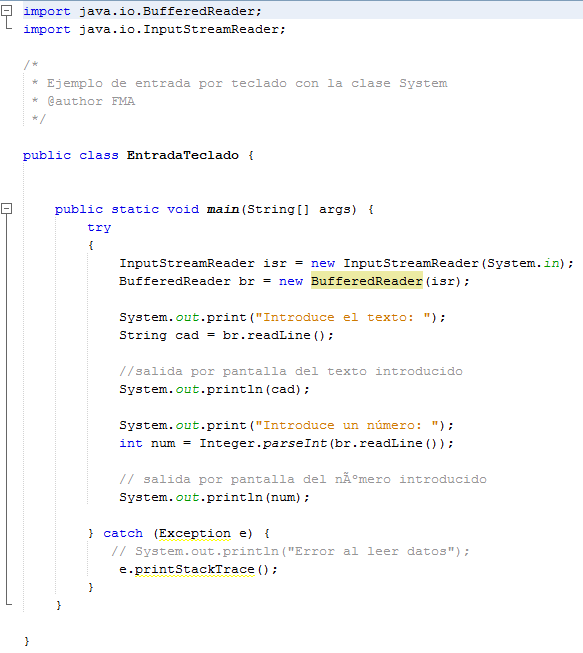 import java.io.BufferedReader;
import java.io.InputStreamReader;
/*
 * Ejemplo de entrada por teclado con la clase System
 * @author FMA
 */
public class EntradaTeclado {
    public static void main(String[] args) {
        try
        {
            InputStreamReader isr = new InputStreamReader(System.in);
            BufferedReader br = new BufferedReader(isr);
            System.out.print("Introduce el texto: ");
            String cad = br.readLine();
            //salida por pantalla del texto introducido
            System.out.println(cad);
            System.out.print("Introduce un número: ");
            int num = Integer.parseInt(br.readLine());
            // salida por pantalla del nÃºmero introducido
            System.out.println(num);
        } catch (Exception e) {
           // System.out.println("Error al leer datos");
            e.printStackTrace();
        }
    }
}